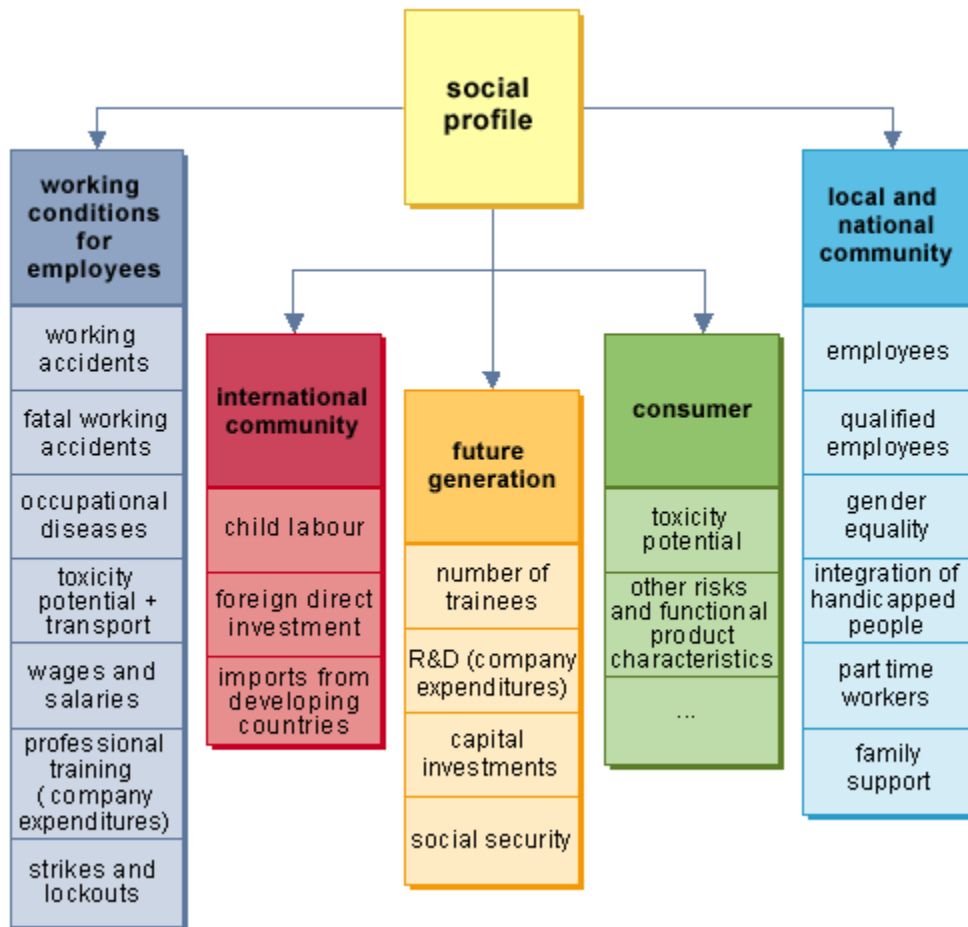 social
profile
working
conditions
for
employees
working
accidents
fatal working
accidents
occupational
diseases
toxicity
potential +
transport
wages and
salaries
professional
training
( company
expenditures)
strikes and
lockouts
international
community
child labour
foreign direct
investment
imports from
developing
countries
future
generation
number of
trainees
R&D (company
expenditures)
capital
investments
social security
consumer
toxicity
potential
other risks
and functional
product
characteristics
...
local and
national
community
employees
qualified
employees
gender
equality
integration of
handicapped
people
part time
workers
family
support